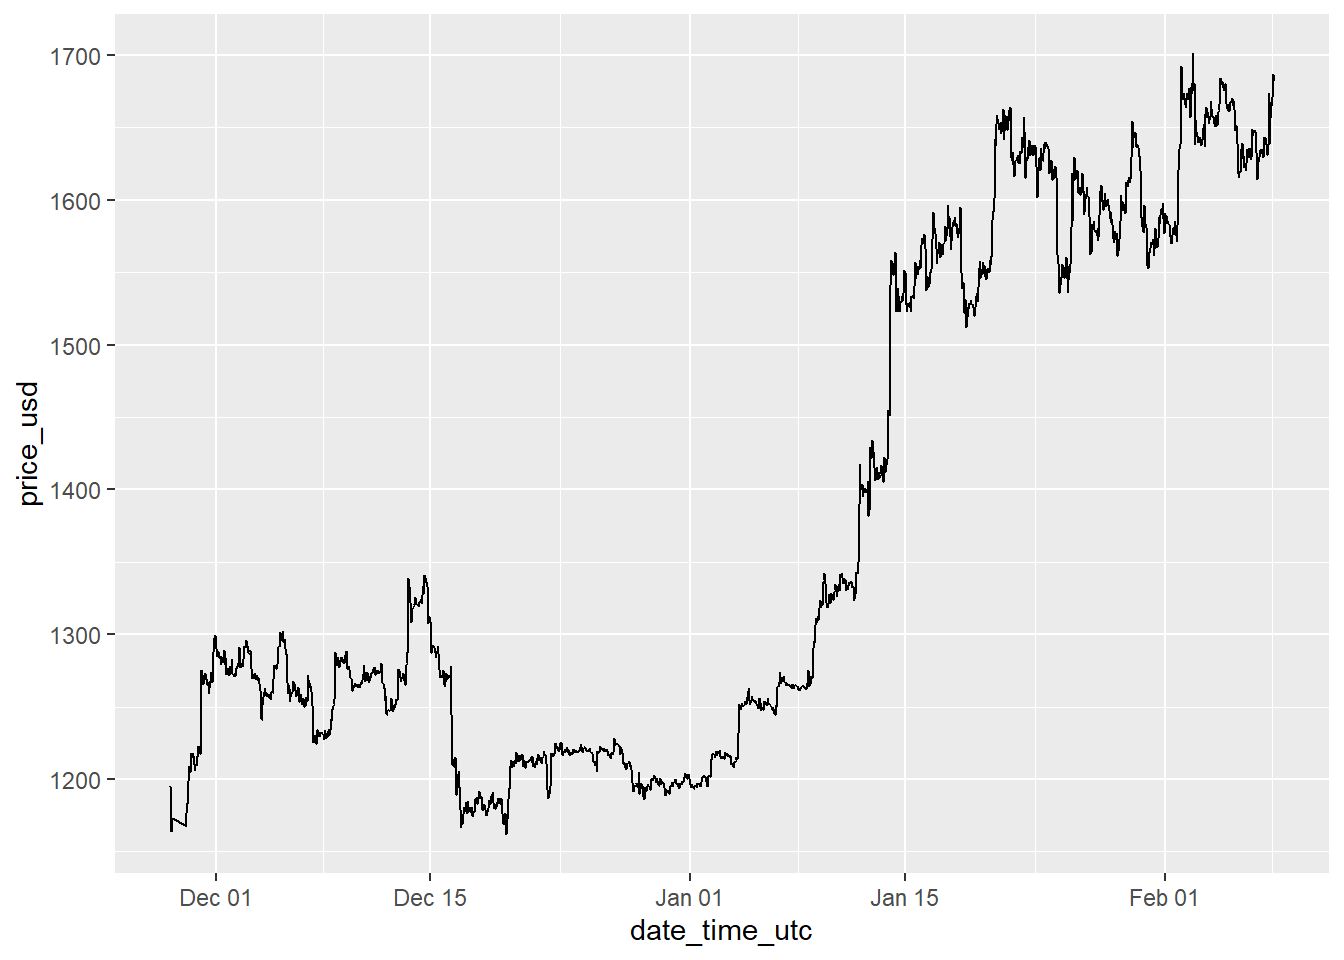 1700
1600
1500
1400
1300
1200
price_usd
Dec 01
Dec 15
Jan 01
Jan 15
Feb 01
date_time_utc